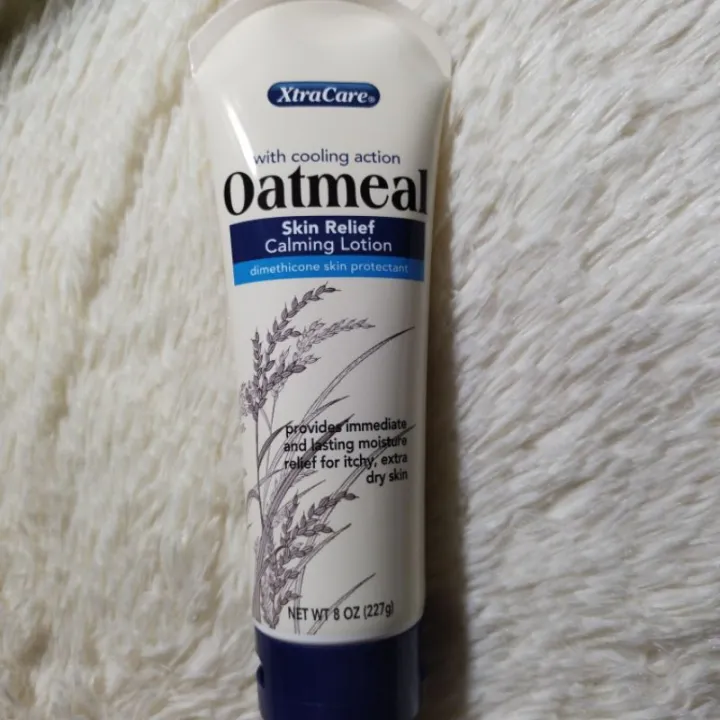 XtraCare®
with cooling action
Oatmeal
Skin Relief
Calming Lotion
dimethicone skin protectant
provides immediate
and lasting moisture
relief for itchy, extra
dry skin
NET WT 8 OZ (227g)